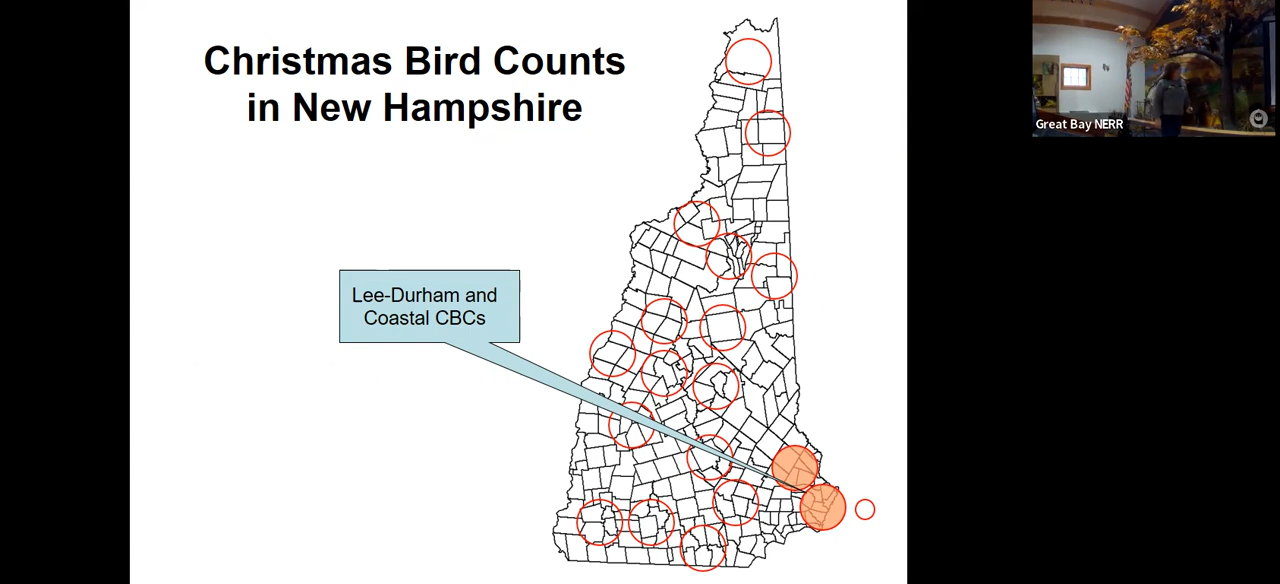 Christmas Bird Counts
in New Hampshire
Great Bay NERR
Lee-Durham and
Coastal CBCs